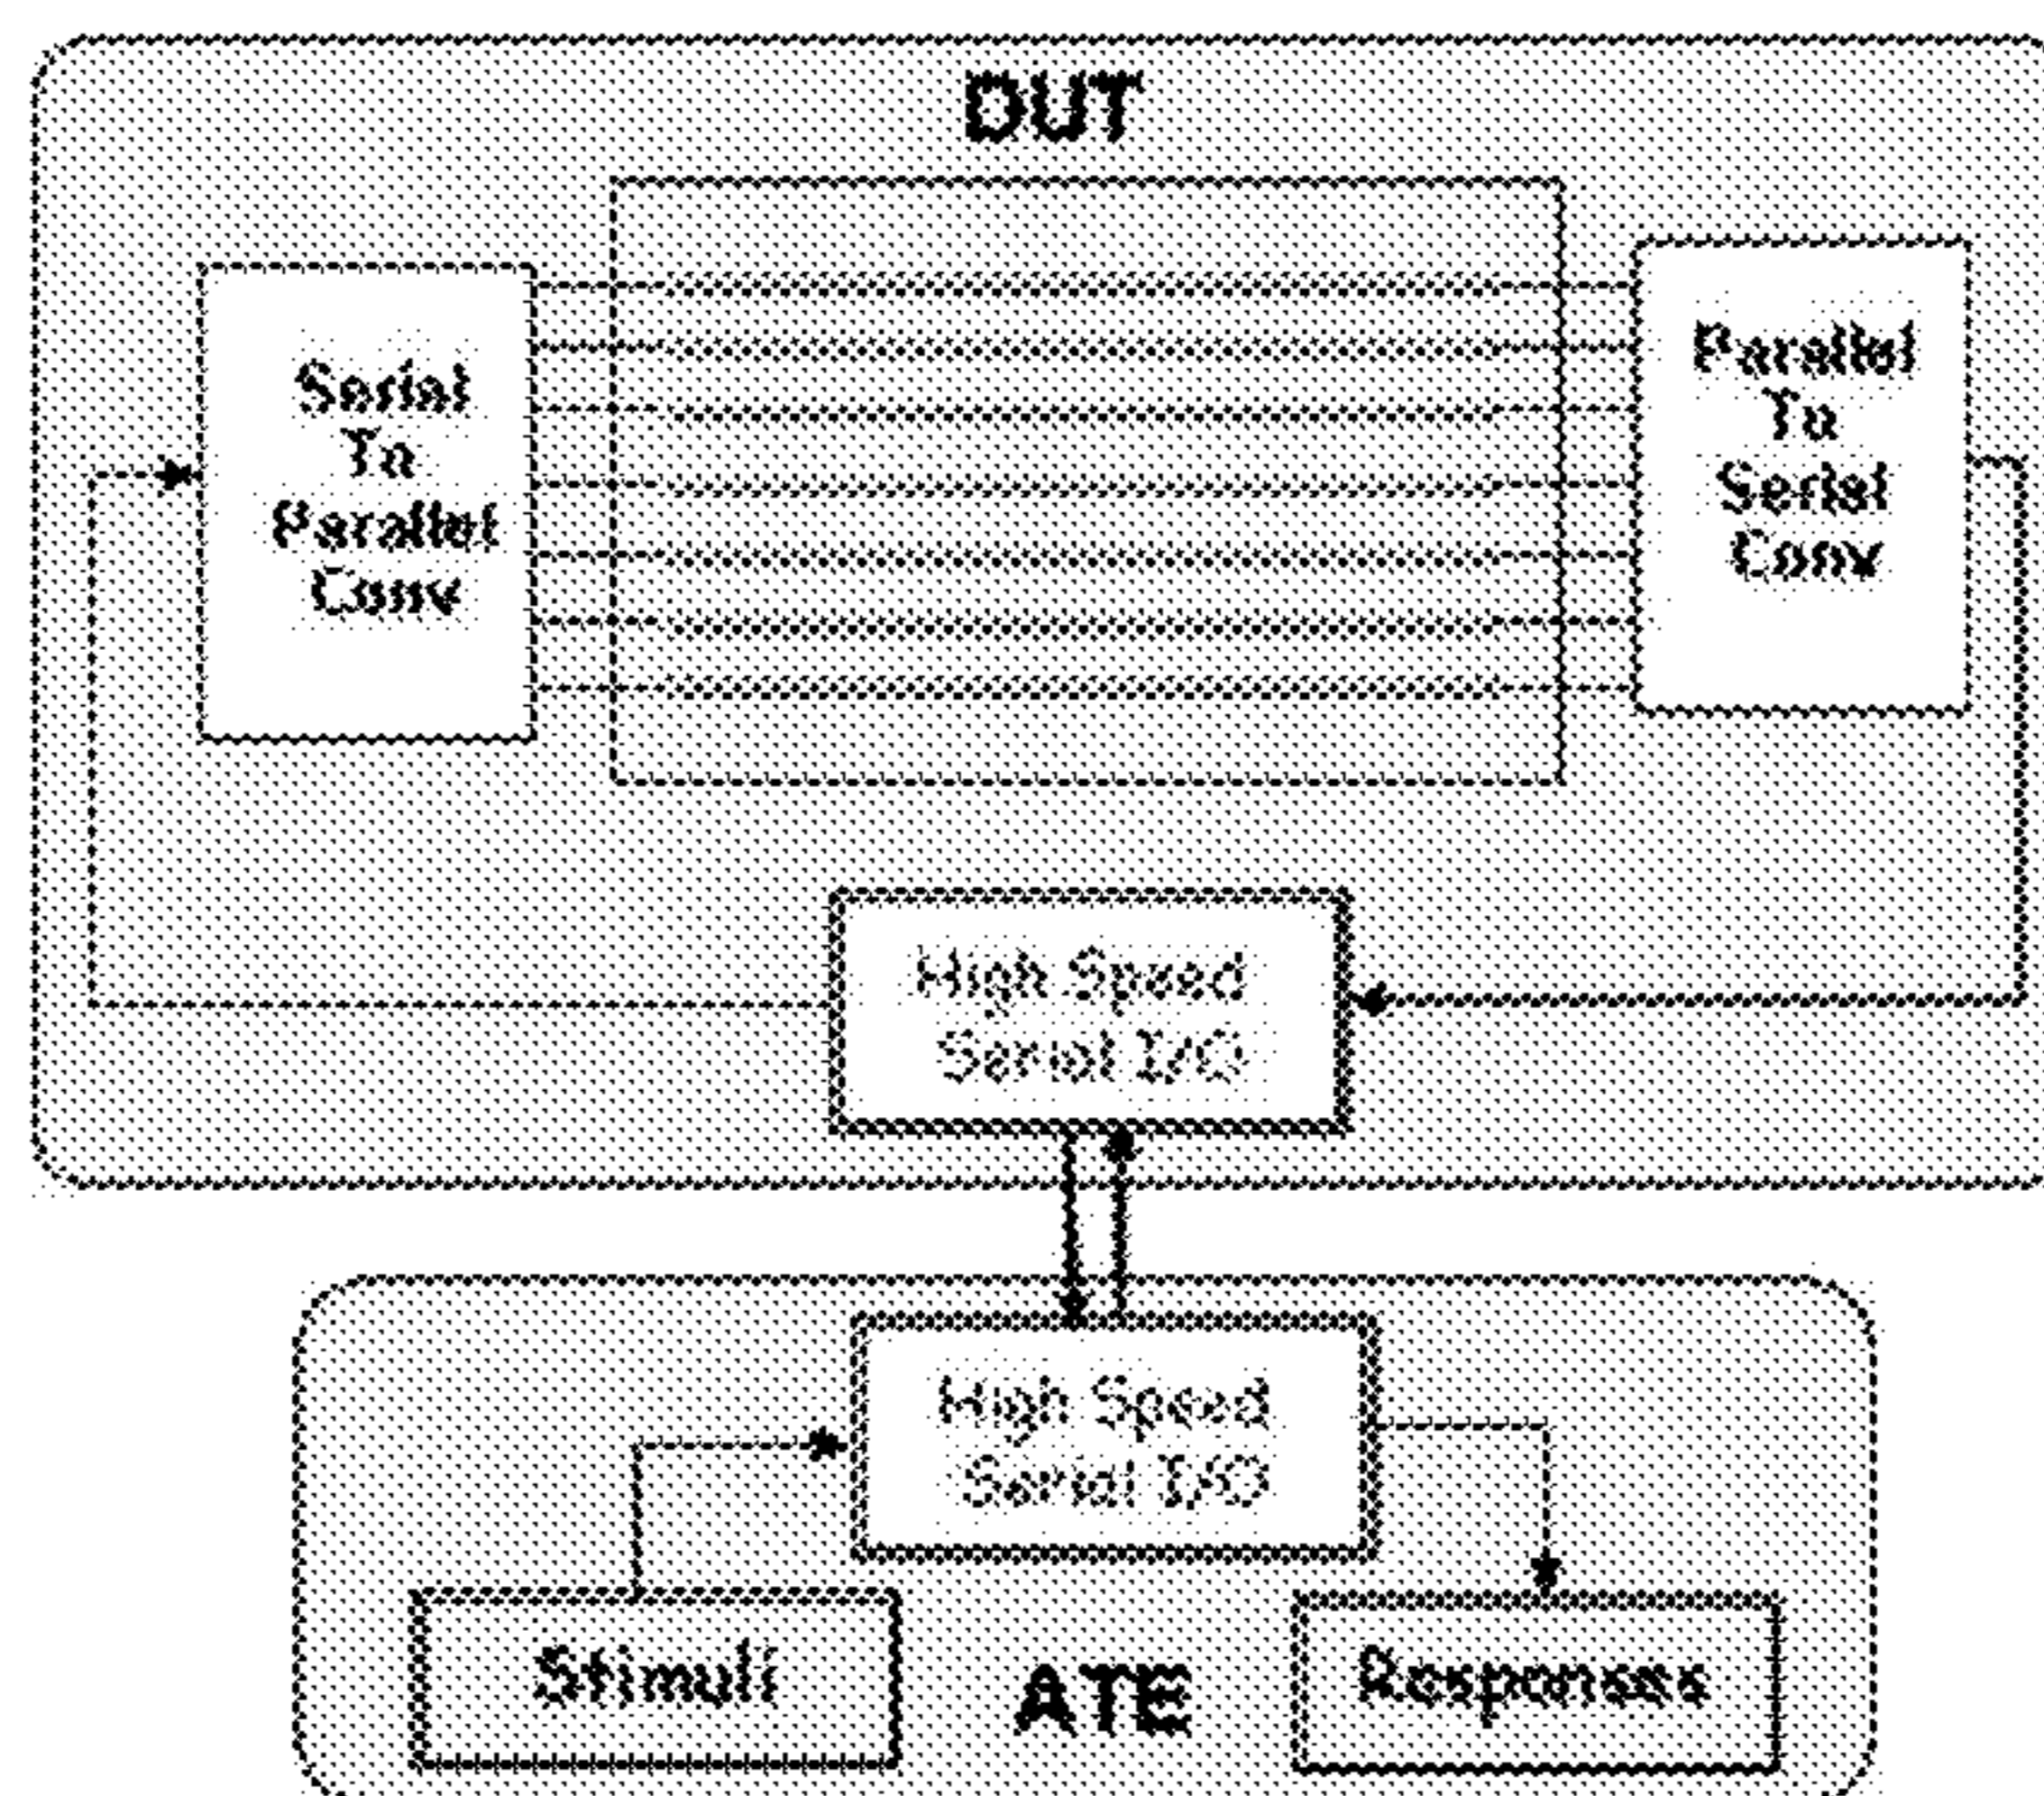 DUT
Serial
To
Parallel
Conv
Parallel
To
Serial
Conv
High Speed
Serial I/O
High Speed
Serial I/O
Stimuli
ATE
Responses